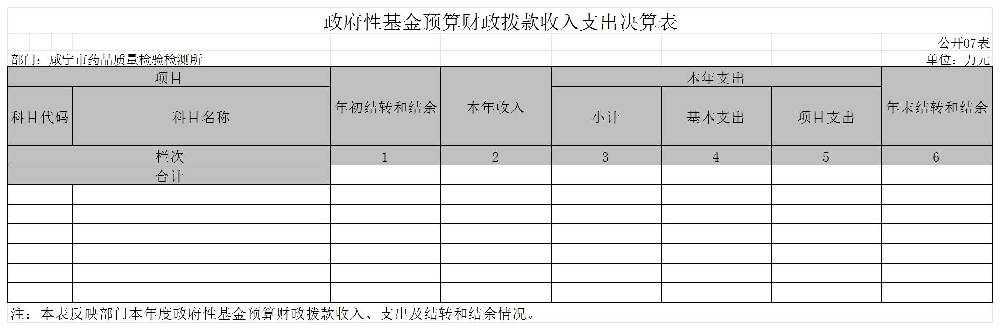 政府性基金预算财政拨款收入支出决算表
公开07表
部门：咸宁市药品质量检验检测所 单位：万元
项目 年初结转和结余 本年收入 本年支出 年末结转和结余
科目代码 科目名称 小计 基本支出 项目支出
栏次 1 2 3 4 5 6
合计
注：本表反映部门本年度政府性基金预算财政拨款收入、支出及结转和结余情况。